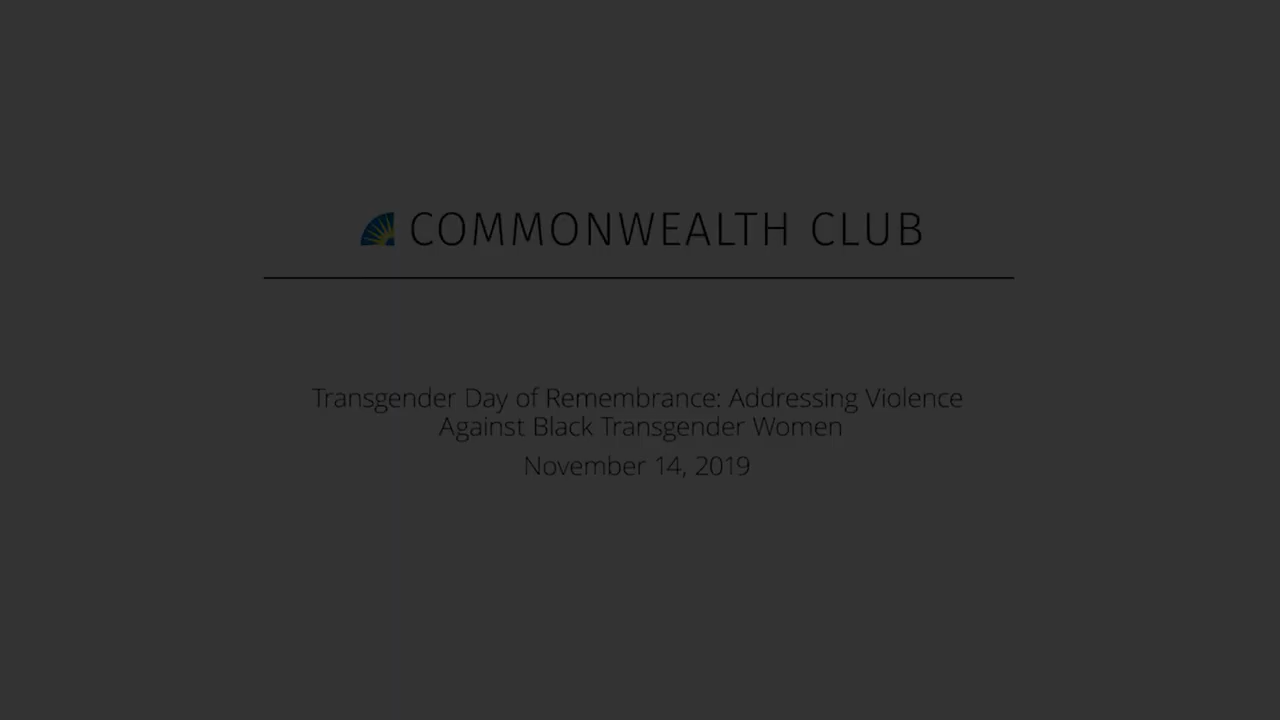 COMMONWEALTH CLUB
Transgender Day of Remembrance: Addressing Violence
Against Black Transgender Women
November 14, 2019